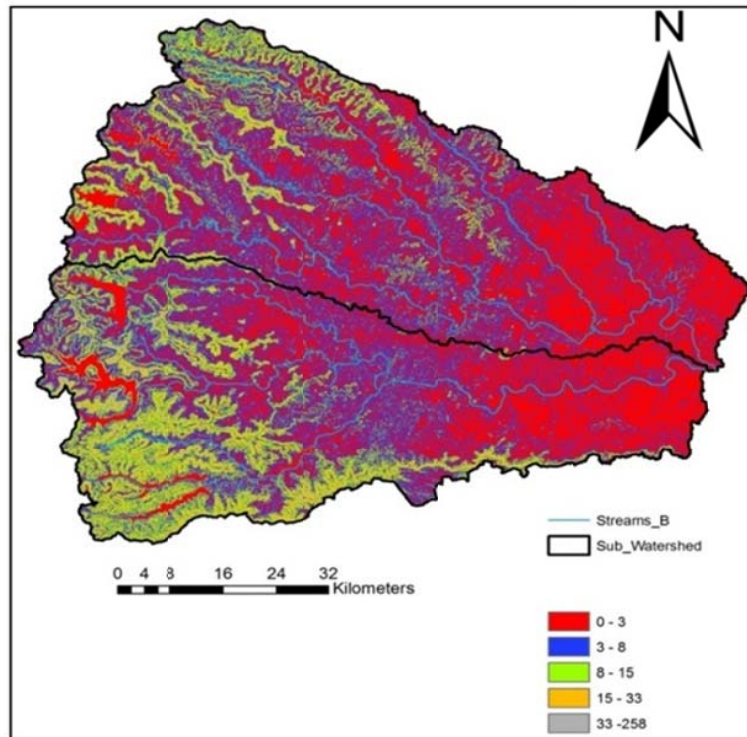 N
Streams_B
Sub_Watershed
0 4 8 16 24 32
Kilometers
0 - 3
3 - 8
8 - 15
15 - 33
33 -258